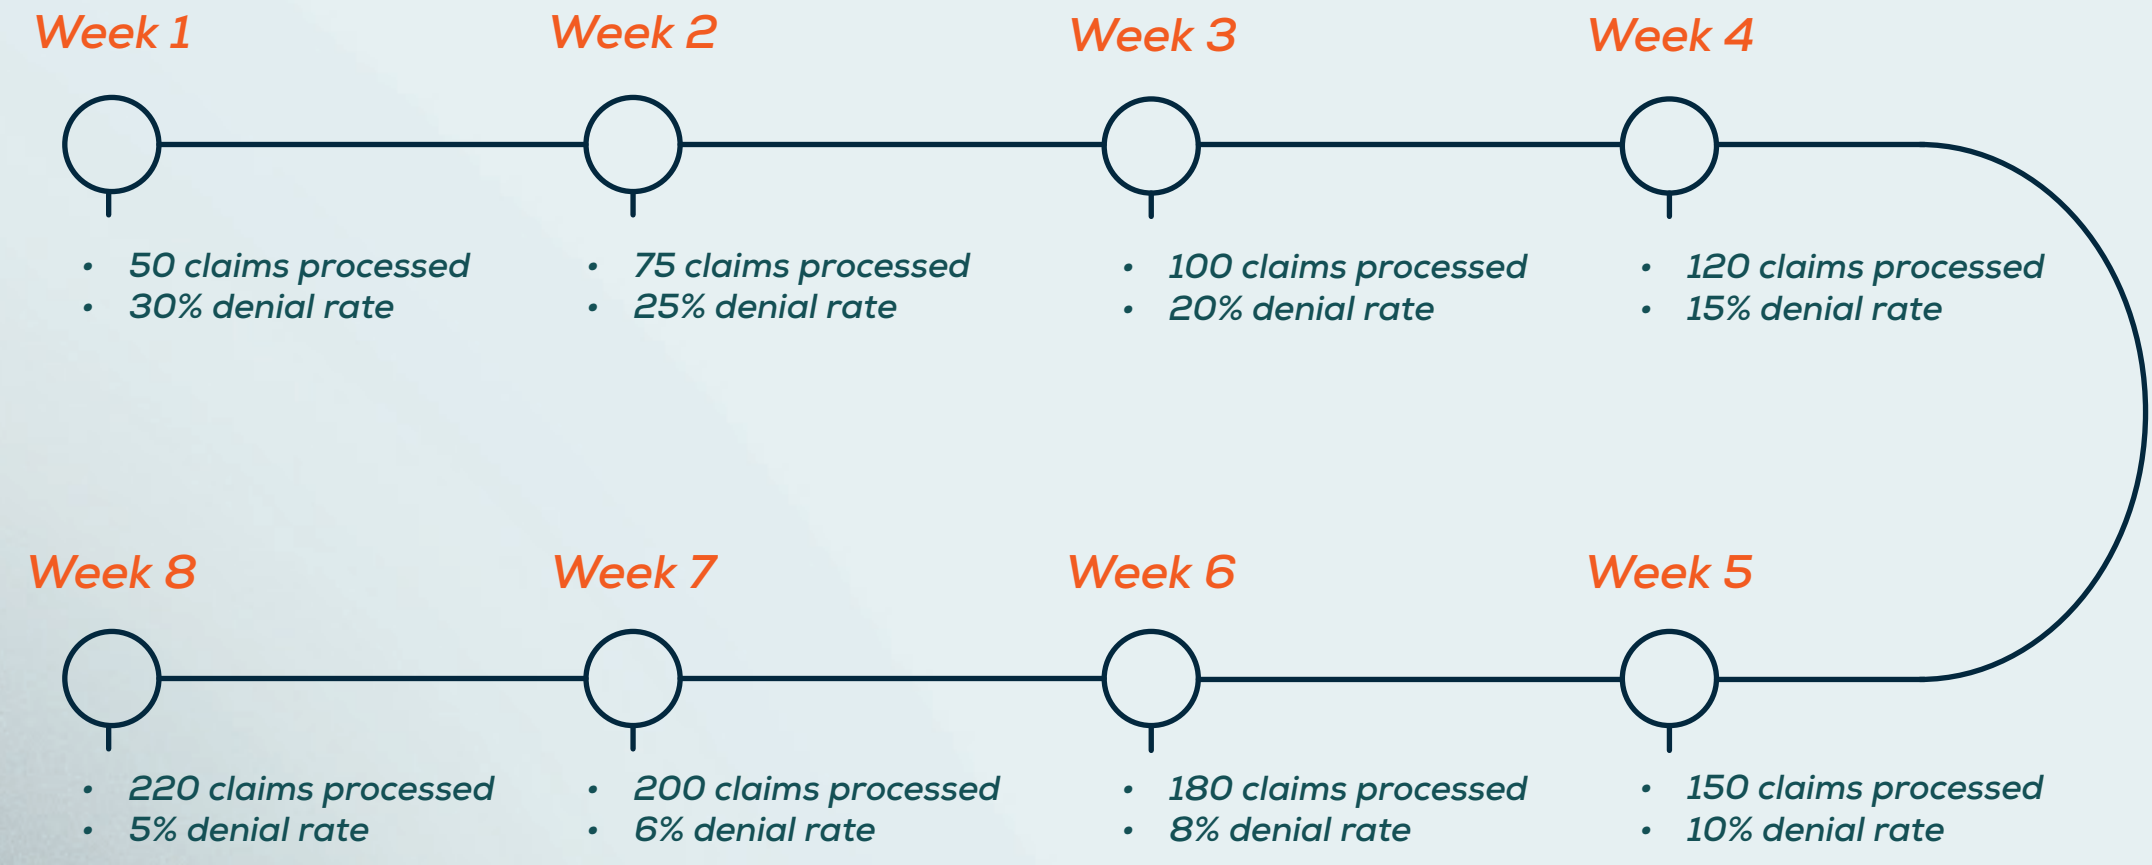 Week 1
• 50 claims processed
• 30% denial rate
Week 2
• 75 claims processed
• 25% denial rate
Week 3
• 100 claims processed
• 20% denial rate
Week 4
• 120 claims processed
• 15% denial rate
Week 5
• 150 claims processed
• 10% denial rate
Week 6
• 180 claims processed
• 8% denial rate
Week 7
• 200 claims processed
• 6% denial rate
Week 8
• 220 claims processed
• 5% denial rate